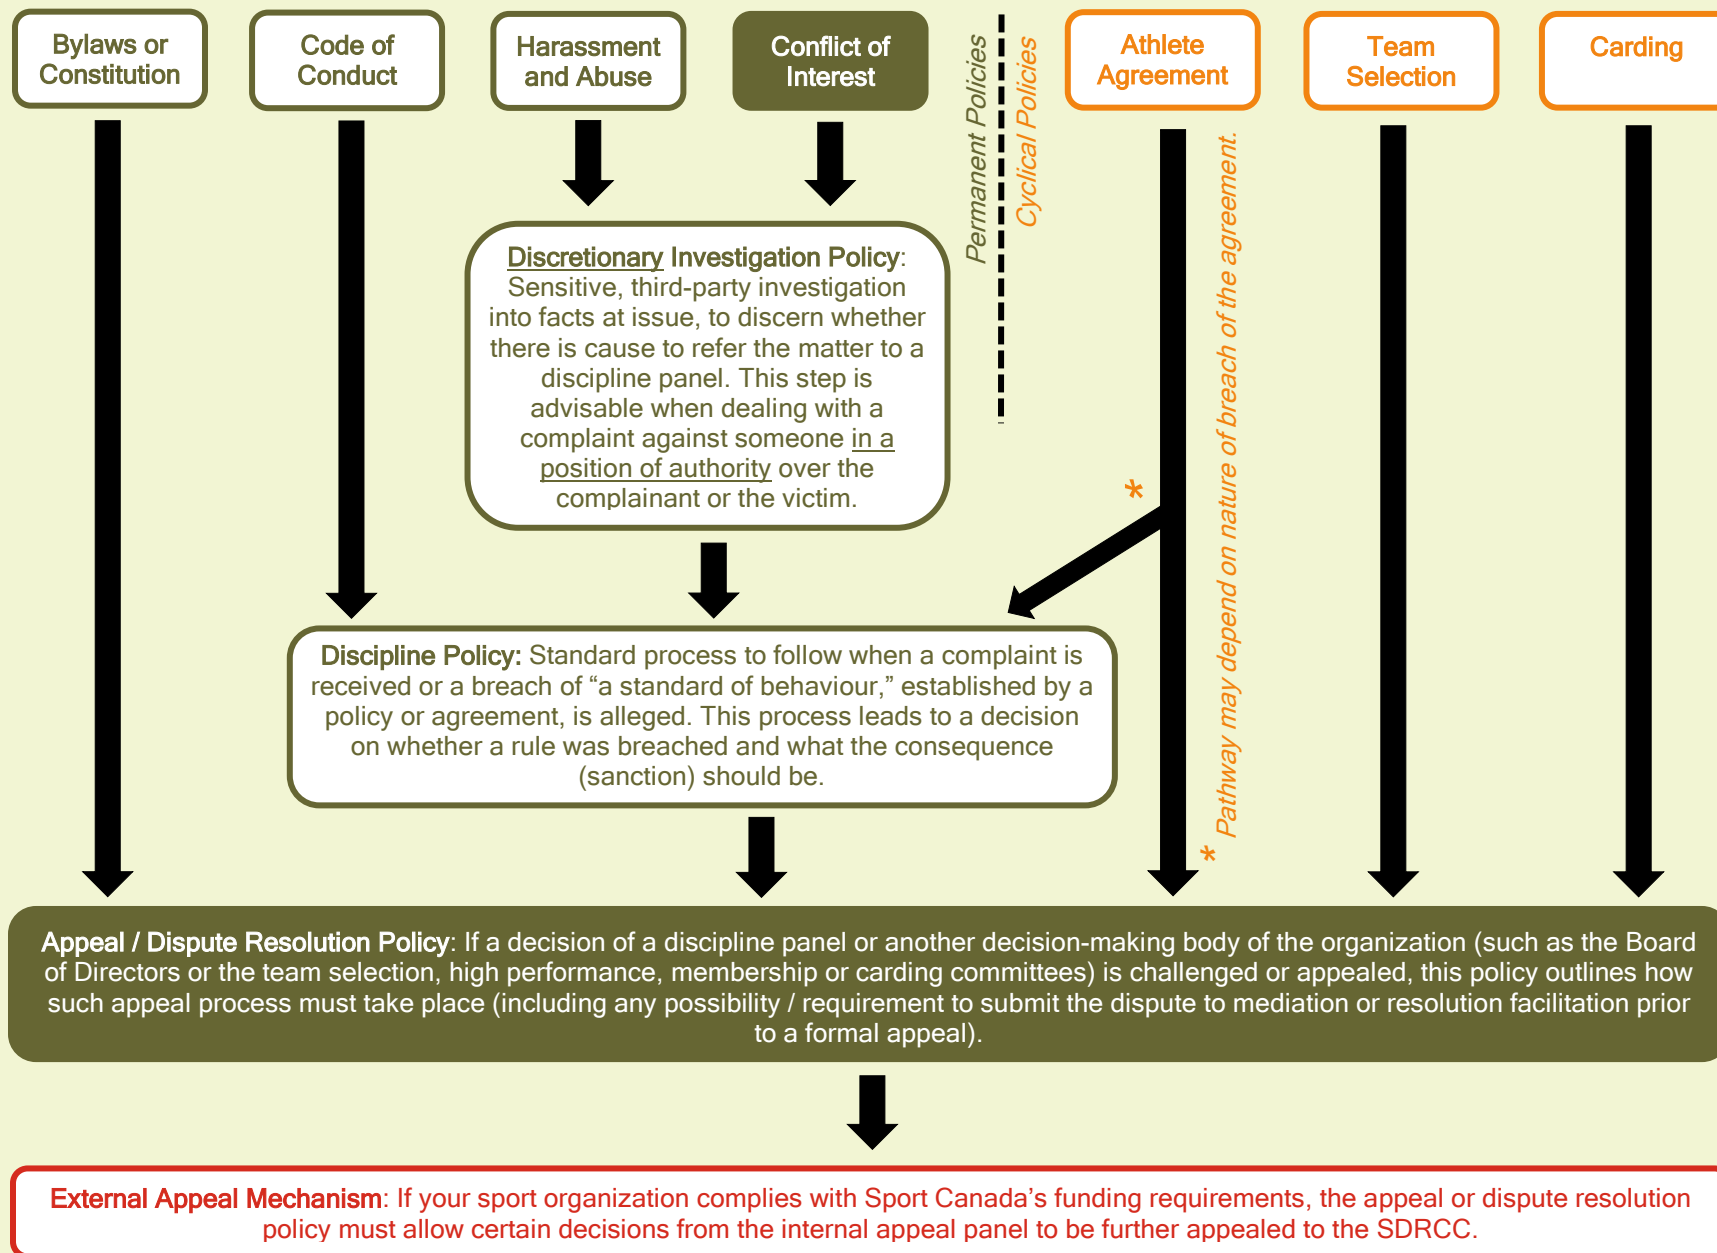 Bylaws or
Constitution
Code of
Conduct
Harassment
and Abuse
Conflict of
Interest
Permanent Policies
Cyclical Policies
Athlete
Agreement
Team
Selection
Carding
Discretionary Investigation Policy:
Sensitive, third-party investigation
into facts at issue, to discern whether
there is cause to refer the matter to a
discipline panel. This step is
advisable when dealing with a
complaint against someone in a
position of authority over the
complainant or the victim.
*
* Pathway may depend on nature of breach of the agreement.
Discipline Policy: Standard process to follow when a complaint is
received or a breach of “a standard of behaviour,” established by a
policy or agreement, is alleged. This process leads to a decision
on whether a rule was breached and what the consequence
(sanction) should be.
Appeal / Dispute Resolution Policy: If a decision of a discipline panel or another decision-making body of the organization (such as the Board
of Directors or the team selection, high performance, membership or carding committees) is challenged or appealed, this policy outlines how
such appeal process must take place (including any possibility / requirement to submit the dispute to mediation or resolution facilitation prior
to a formal appeal).
External Appeal Mechanism: If your sport organization complies with Sport Canada’s funding requirements, the appeal or dispute resolution
policy must allow certain decisions from the internal appeal panel to be further appealed to the SDRCC.